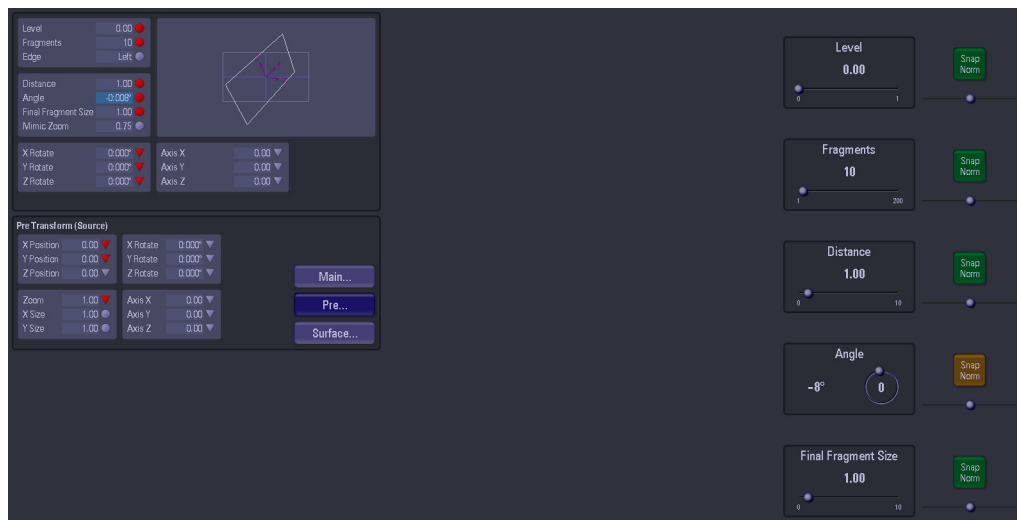 Level 0.00
Fragments 10
Edge Left
Distance 1.00
Angle -0:008°
Final Fragment Size 1.00
Mimic Zoom 0.75
X Rotate 0:000° Axis X 0.00
Y Rotate 0:000° Axis Y 0.00
Z Rotate 0:000° Axis Z 0.00
Pre Transform (Source)
X Position 0.00 X Rotate 0:000°
Y Position 0.00 Y Rotate 0:000°
Z Position 0.00 Z Rotate 0:000°
Zoom 1.00 Axis X 0.00
X Size 1.00 Axis Y 0.00
Y Size 1.00 Axis Z 0.00
Main...
Pre...
Surface...
Level
0.00
0 1
Snap
Norm
Fragments
10
1 200
Snap
Norm
Distance
1.00
0 10
Snap
Norm
Angle
-8° 0
Snap
Norm
Final Fragment Size
1.00
0 10
Snap
Norm